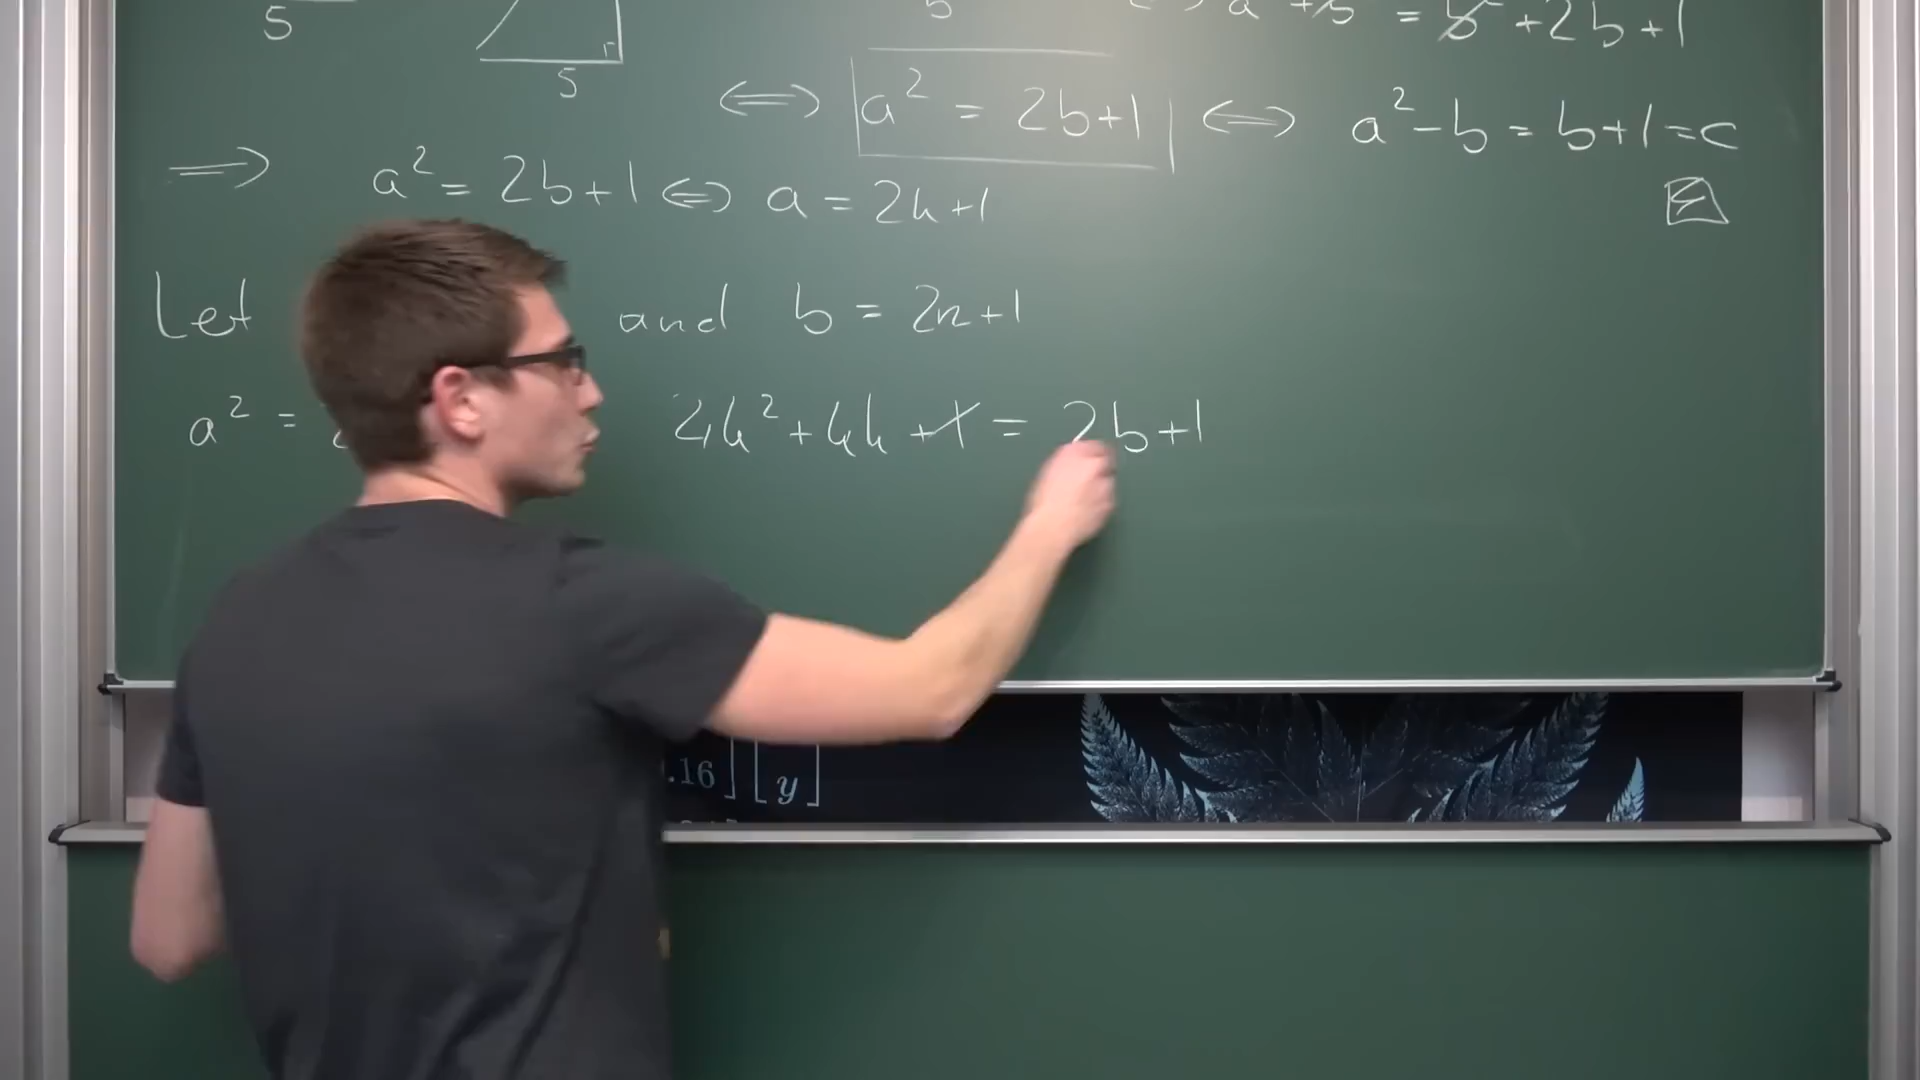 5 b ⟺ a² + b² = b² + 2b + 1
5
⟺ a² = 2b+1 ⟺ a² - b = b+1 = c
⟹ a² = 2b+1 ⟺ a = 2k+1
Let and b = 2n+1
a² = 4k² + 4k + 1 = 2b+1
.16] [y]